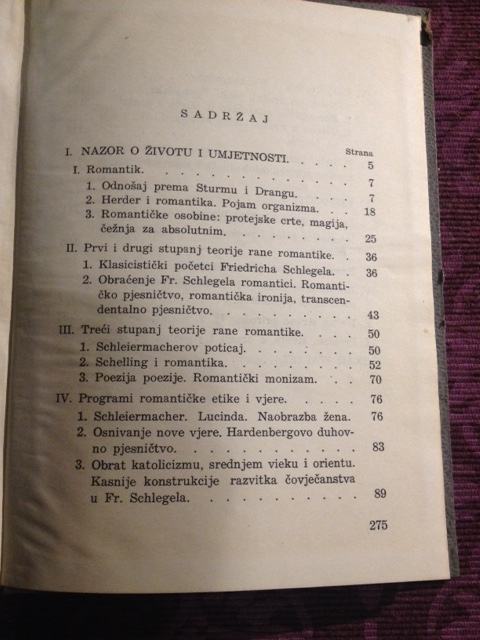 SADRŽAJ
Strana
I. NAZOR O ŽIVOTU I UMJETNOSTI. . . . . 5
I. Romantik. . . . . . . . . . . 7
1. Odnošaj prema Sturmu i Drangu. . . . 7
2. Herder i romantika. Pojam organizma. . . 18
3. Romantičke osobine: protejske crte, magija,
čežnja za absolutnim. . . . . . . . 25
II. Prvi i drugi stupanj teorije rane romantike. . 36
1. Klasicistički početci Friedricha Schlegela. . 36
2. Obraćenje Fr. Schlegela romantici. Romanti-
čko pjesničtvo, romantička ironija, transcen-
dentalno pjesničtvo. . . . . . . . 43
III. Treći stupanj teorije rane romantike. . . . 50
1. Schleiermacherov poticaj. . . . . . . 50
2. Schelling i romantika. . . . . . . . 52
3. Poezija poezije. Romantički monizam. . . 70
IV. Programi romantičke etike i vjere. . . . . 76
1. Schleiermacher. Lucinda. Naobrazba žena. 76
2. Osnivanje nove vjere. Hardenbergovo duhov-
no pjesničtvo. . . . . . . . . . 83
3. Obrat katolicizmu, srednjem vieku i orientu.
Kasnije konstrukcije razvitka čovječanstva
u Fr. Schlegela. . . . . . . . . . 89
275